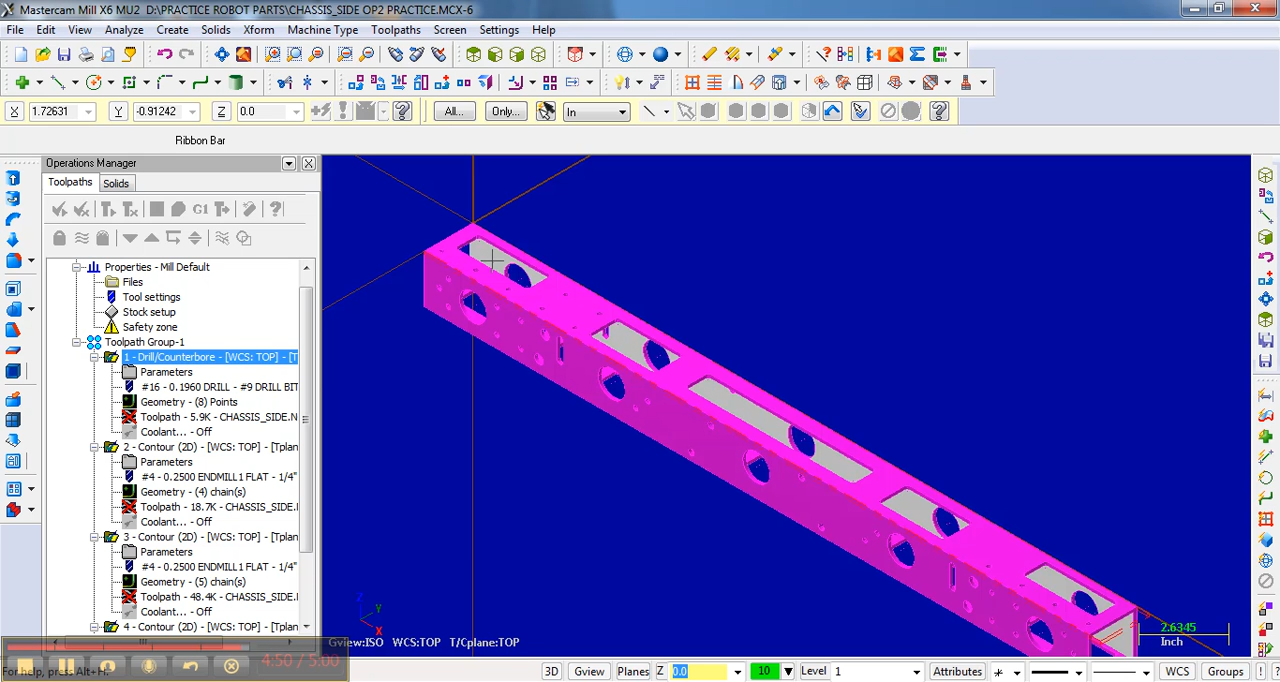 Mastercam Mill X6 MU2  D:\PRACTICE ROBOT PARTS\CHASSIS_SIDE OP2 PRACTICE.MCX-6
File Edit View Analyze Create Solids Xform Machine Type Toolpaths Screen Settings Help
X 1.72631 Y -0.91242 Z 0.0 All... Only... In
Ribbon Bar
Operations Manager
Toolpaths Solids
G1
Properties - Mill Default
Files
Tool settings
Stock setup
Safety zone
Toolpath Group-1
1 - Drill/Counterbore - [WCS: TOP] - [T
Parameters
#16 - 0.1960 DRILL - #9 DRILL BIT
Geometry - (8) Points
Toolpath - 5.9K - CHASSIS_SIDE.N
Coolant... - Off
2 - Contour (2D) - [WCS: TOP] - [Tplan
Parameters
#4 - 0.2500 ENDMILL1 FLAT - 1/4"
Geometry - (4) chain(s)
Toolpath - 18.7K - CHASSIS_SIDE.
Coolant... - Off
3 - Contour (2D) - [WCS: TOP] - [Tplan
Parameters
#4 - 0.2500 ENDMILL1 FLAT - 1/4"
Geometry - (5) chain(s)
Toolpath - 48.4K - CHASSIS_SIDE.
Coolant... - Off
4 - Contour (2D) - [WCS: TOP] - [Tplan
Z Y X
Gview:ISO WCS:TOP T/Cplane:TOP
2.6345
Inch
4:50 / 5:00
For help, press Alt+H.
3D Gview Planes Z 0.0 10 Level 1 Attributes WCS Groups